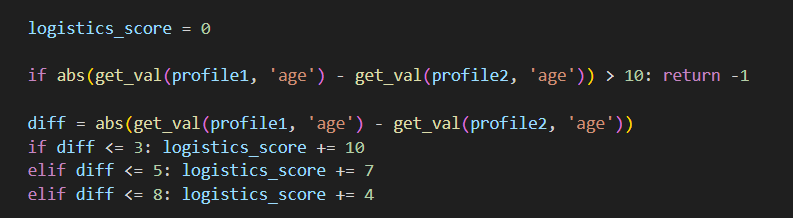 logistics_score = 0
if abs(get_val(profile1, 'age') - get_val(profile2, 'age')) > 10: return -1
diff = abs(get_val(profile1, 'age') - get_val(profile2, 'age'))
if diff <= 3: logistics_score += 10
elif diff <= 5: logistics_score += 7
elif diff <= 8: logistics_score += 4